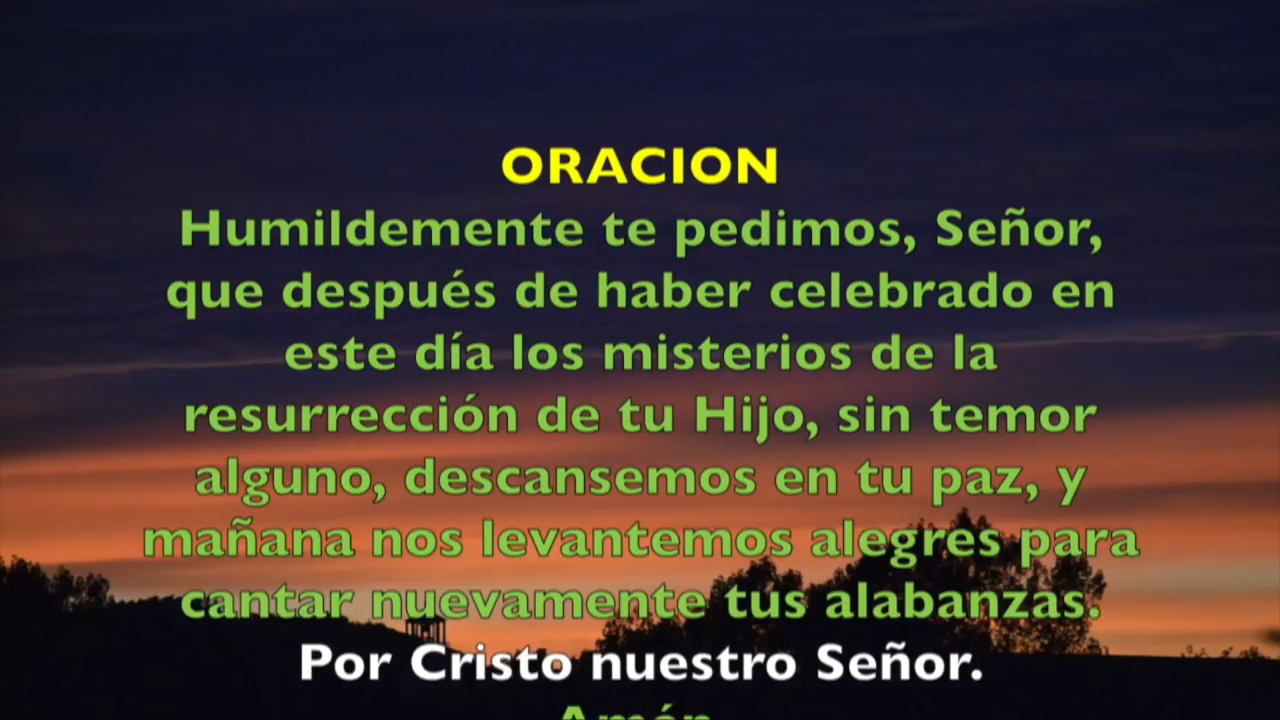 ORACION
Humildemente te pedimos, Señor,
que después de haber celebrado en
este día los misterios de la
resurrección de tu Hijo, sin temor
alguno, descansemos en tu paz, y
mañana nos levantemos alegres para
cantar nuevamente tus alabanzas.
Por Cristo nuestro Señor.
Amén